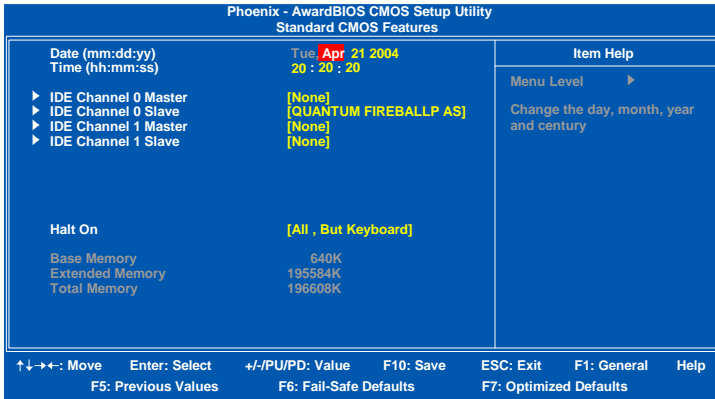 Phoenix - AwardBIOS CMOS Setup Utility
Standard CMOS Features
Date (mm:dd:yy) Tue, Apr 21 2004
Time (hh:mm:ss) 20 : 20 : 20
IDE Channel 0 Master [None]
IDE Channel 0 Slave [QUANTUM FIREBALLP AS]
IDE Channel 1 Master [None]
IDE Channel 1 Slave [None]
Halt On [All , But Keyboard]
Base Memory 640K
Extended Memory 195584K
Total Memory 196608K
Item Help
Menu Level
Change the day, month, year
and century
↑↓→←: Move Enter: Select +/-/PU/PD: Value F10: Save ESC: Exit F1: General Help
F5: Previous Values F6: Fail-Safe Defaults F7: Optimized Defaults